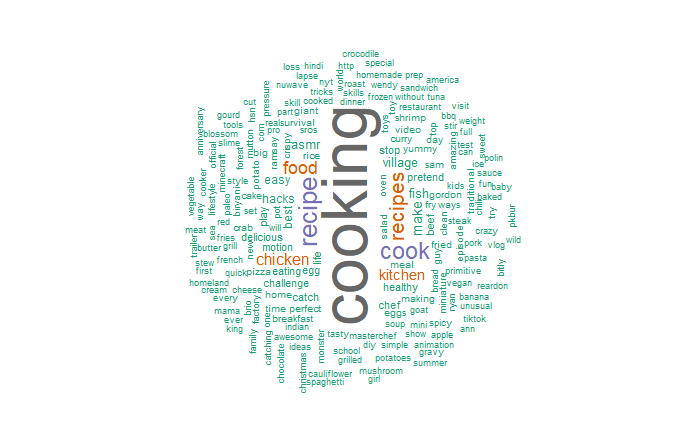 crocodile
loss hindi http special
nuwave lapse nyt world homemade prep america
pressure tricks roast wendy sandwich
cut hsn skill cooked skills frozen without tuna
anniversary gourd part giant dinner toy restaurant visit
tools com real survival toys shrimp bbq weight
blossom pro sros video top stir full
slime mutton ramsay crispy asmr curry day test sweet
official forest big rice stop yummy amazing can polin
cooker minecraft potato food village sam ice
vegetable paleo style easy oven pretend kids sauce
lifestyle biryani cake recipe recipes fish gordon traditional fun baby
way hacks cooking make fry ways chili baked
red set play pot best salad beef clean steak try pkbur
meat sea crab will crazy
trailer fries delicious cook fried episode vlog wild
butter grill new motion life meal guy pork
stew french chicken kitchen bread pasta bitty
first quick pizza eating egg healthy primitive
homeland challenge miniature vegan reardon
cream cheese home catch chef making ryan banana
every brio factory time perfect eggs goat unusual
mama one breakfast soup mini spicy tiktok
ever indian tasty masterchef show apple ann
king family catching awesome diy simple animation
chocolate ideas monster school potatoes gravy
christmas grilled summer
cauliflower mushroom
spaghetti girl